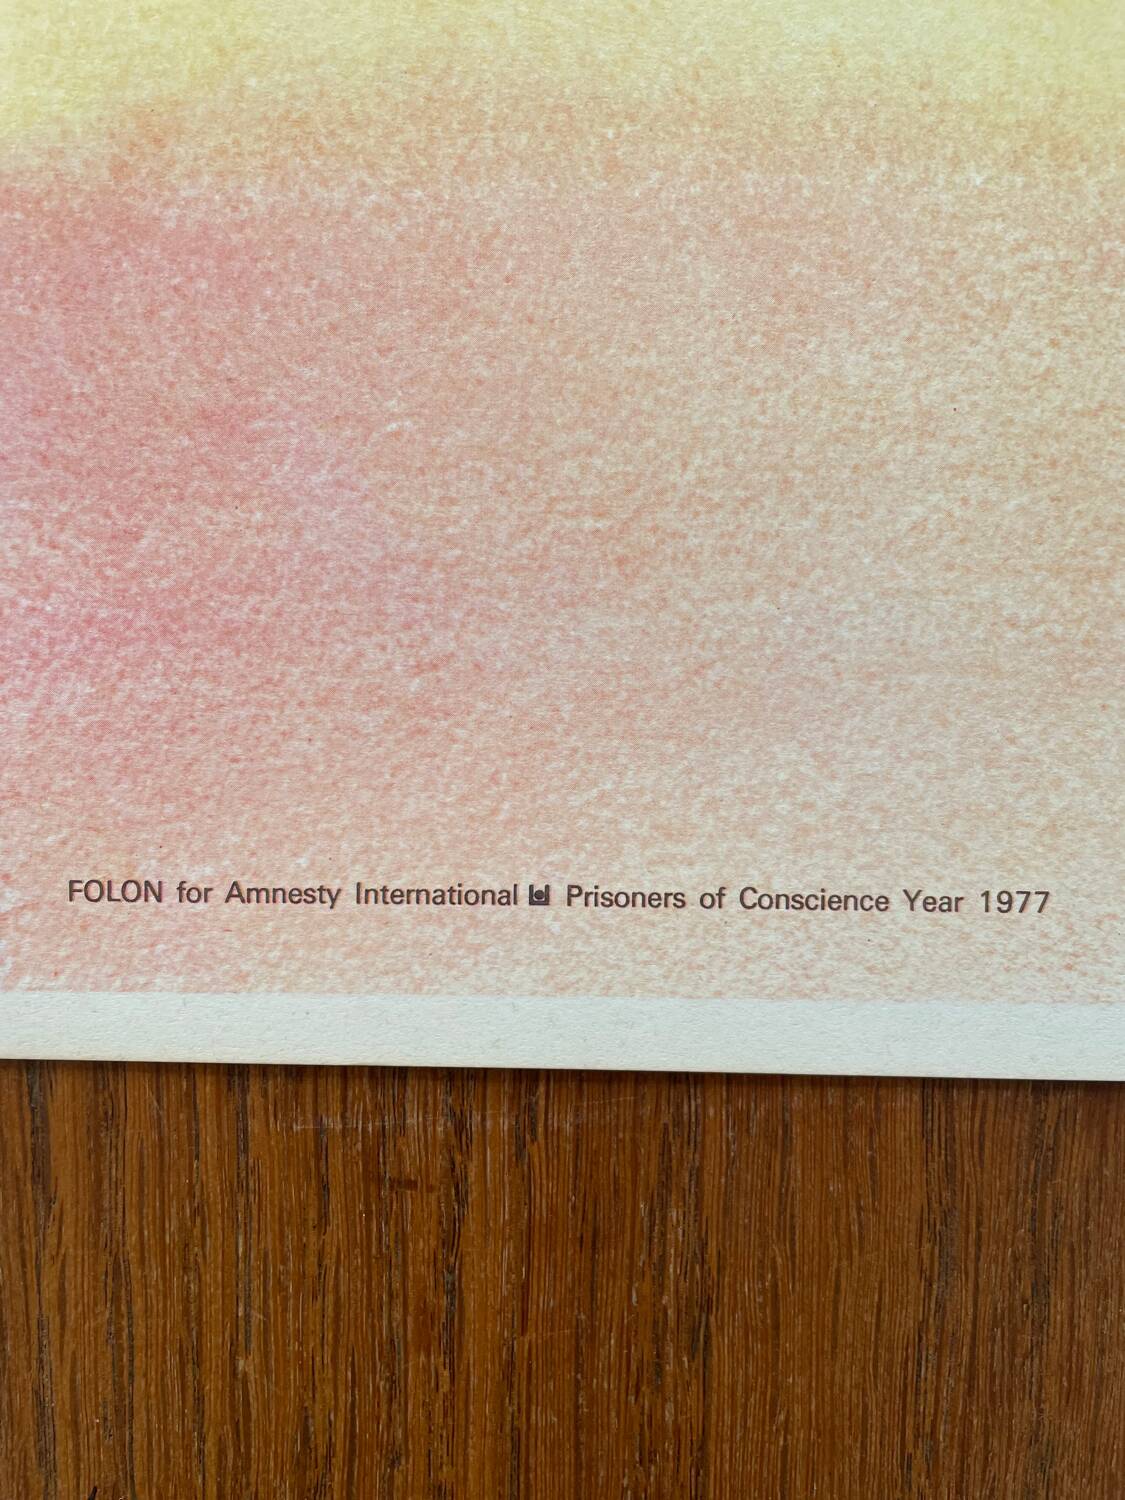 FOLON for Amnesty International Prisoners of Conscience Year 1977